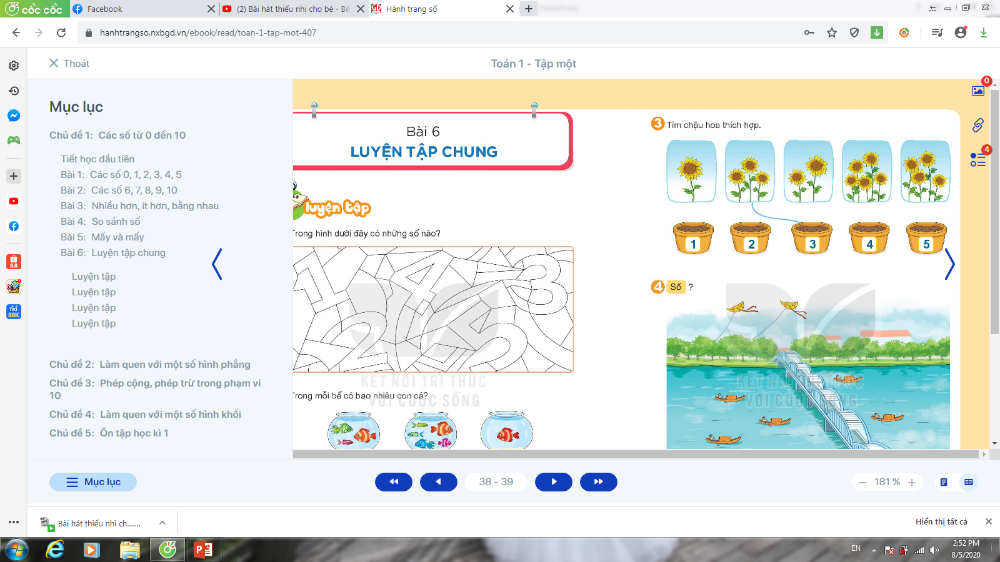 cốc cốc
Facebook
(2) Bài hát thiếu nhi cho bé - Bé
Hành trang số
hanhtrangso.nxbgd.vn/ebook/read/toan-1-tap-mot-407
Thoát
Toán 1 - Tập một
Mục lục
Chủ đề 1: Các số từ 0 đến 10
Tiết học đầu tiên
Bài 1: Các số 0, 1, 2, 3, 4, 5
Bài 2: Các số 6, 7, 8, 9, 10
Bài 3: Nhiều hơn, ít hơn, bằng nhau
Bài 4: So sánh số
Bài 5: Mấy và mấy
Bài 6: Luyện tập chung
Luyện tập
Luyện tập
Luyện tập
Luyện tập
Chủ đề 2: Làm quen với một số hình phẳng
Chủ đề 3: Phép cộng, phép trừ trong phạm vi
10
Chủ đề 4: Làm quen với một số hình khối
Chủ đề 5: Ôn tập học kì 1
Bài 6
LUYỆN TẬP CHUNG
luyện tập
Trong hình dưới đây có những số nào?
1 4 3 2 5
KẾT NỐI TRI THỨC
VỚI CUỘC SỐNG
Trong mỗi bể có bao nhiêu con cá?
3 Tìm chậu hoa thích hợp.
1 2 3 4 5
4 Số ?
KẾT NỐI TRI THỨC
VỚI CUỘC SỐNG
0
4
8.8
TIKI
88K
Mục lục
38 - 39
181 %
Bài hát thiếu nhi ch.......
Hiển thị tất cả
EN
2:52 PM
8/5/2020